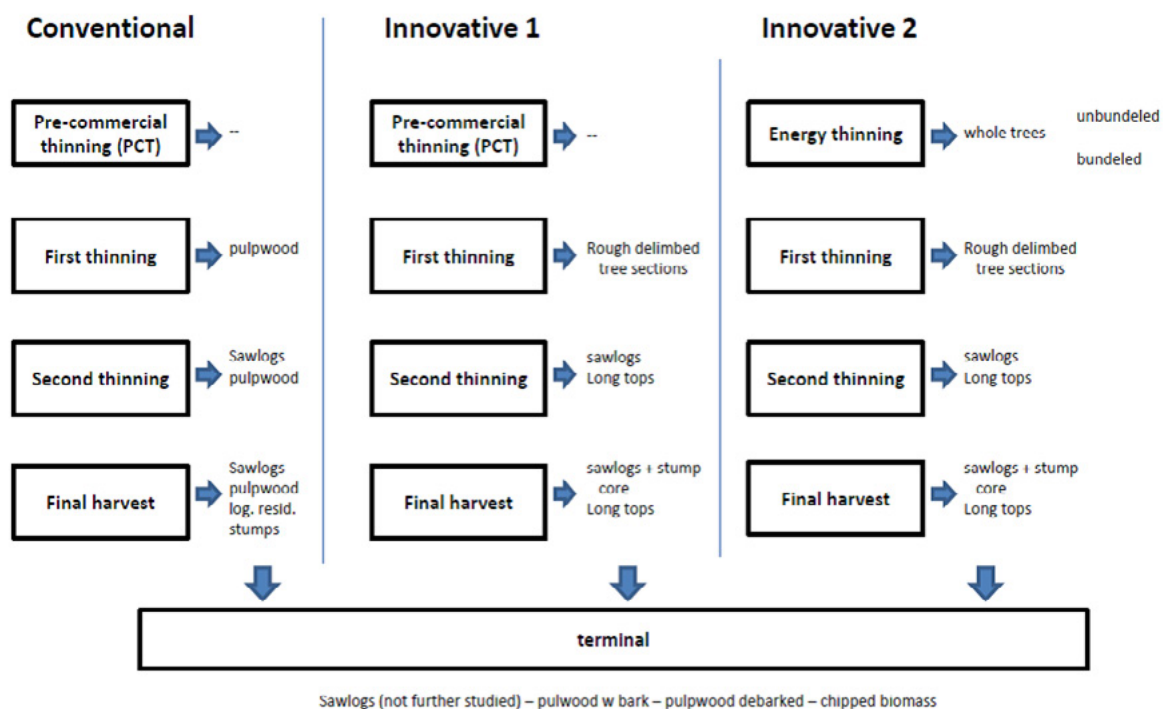 Conventional
Innovative 1
Innovative 2
Pre-commercial
thinning (PCT)
--
Pre-commercial
thinning (PCT)
--
Energy thinning
whole trees
unbundeled
bundeled
First thinning
pulpwood
First thinning
Rough delimbed
tree sections
First thinning
Rough delimbed
tree sections
Second thinning
Sawlogs
pulpwood
Second thinning
sawlogs
Long tops
Second thinning
sawlogs
Long tops
Final harvest
Sawlogs
pulpwood
log. resid.
stumps
Final harvest
sawlogs + stump
core
Long tops
Final harvest
sawlogs + stump
core
Long tops
terminal
Sawlogs (not further studied) – pulwood w bark – pulpwood debarked – chipped biomass